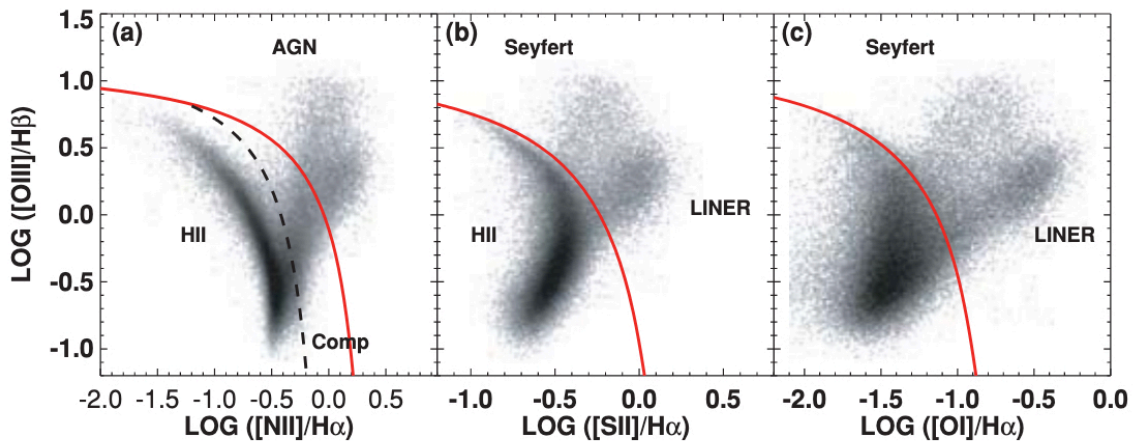 (a)
AGN
HII
Comp
(b)
Seyfert
HII
LINER
(c)
Seyfert
LINER
1.5
1.0
0.5
0.0
-0.5
-1.0
LOG ([OIII]/Hβ)
-2.0 -1.5 -1.0 -0.5 0.0 0.5
-1.0 -0.5 0.0 0.5
-2.0 -1.5 -1.0 -0.5 0.0
LOG ([NII]/Hα)
LOG ([SII]/Hα)
LOG ([OI]/Hα)